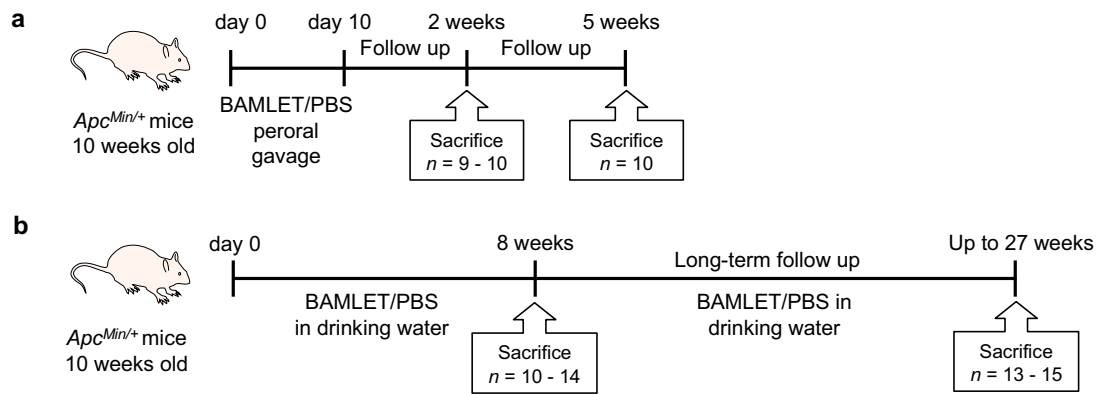 a
day 0 day 10 2 weeks 5 weeks
Follow up Follow up
BAMLET/PBS
peroral
gavage
Apc^Min/+ mice
10 weeks old
Sacrifice
n = 9 - 10
Sacrifice
n = 10
b
day 0 8 weeks Up to 27 weeks
Long-term follow up
BAMLET/PBS
in drinking water
BAMLET/PBS in
drinking water
Apc^Min/+ mice
10 weeks old
Sacrifice
n = 10 - 14
Sacrifice
n = 13 - 15